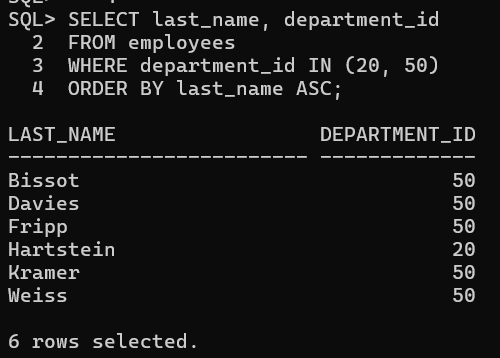 SQL> SELECT last_name, department_id
  2  FROM employees
  3  WHERE department_id IN (20, 50)
  4  ORDER BY last_name ASC;
LAST_NAME                 DEPARTMENT_ID
------------------------- -------------
Bissot                               50
Davies                               50
Fripp                                50
Hartstein                            20
Kramer                               50
Weiss                                50
6 rows selected.